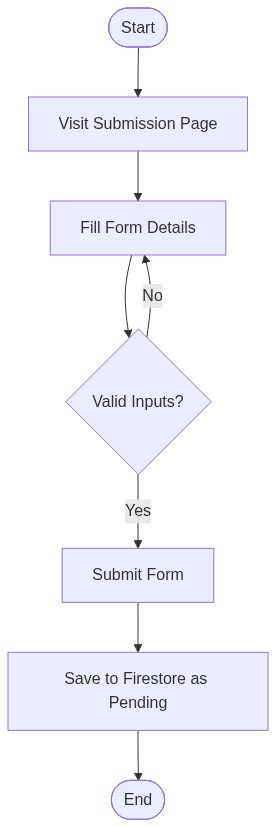 Start
Visit Submission Page
Fill Form Details
No
Valid Inputs?
Yes
Submit Form
Save to Firestore as
Pending
End